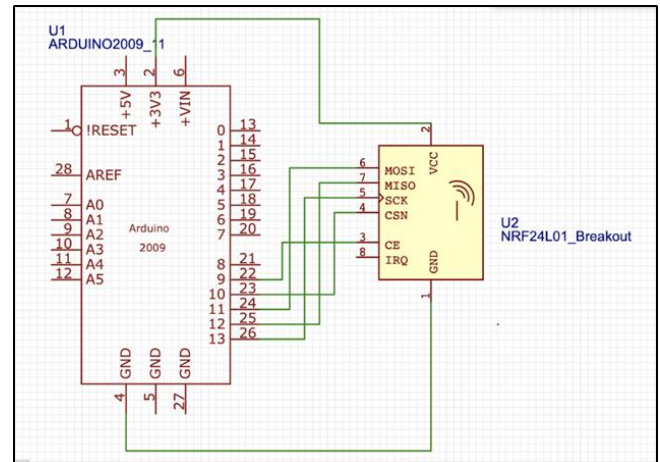 U1
ARDUINO2009_11
3 2 6
+5V +3V3 +VIN
1 !RESET
28 AREF
7 A0
8 A1
9 A2
10 A3
11 A4
12 A5
Arduino
2009
0 13
1 14
2 15
3 16
4 17
5 18
6 19
7 20
8 21
9 22
10 23
11 24
12 25
13 26
GND GND GND
4 5 27
2
VCC
6 MOSI
7 MISO
5 SCK
4 CSN
3 CE
8 IRQ
GND
1
U2
NRF24L01_Breakout